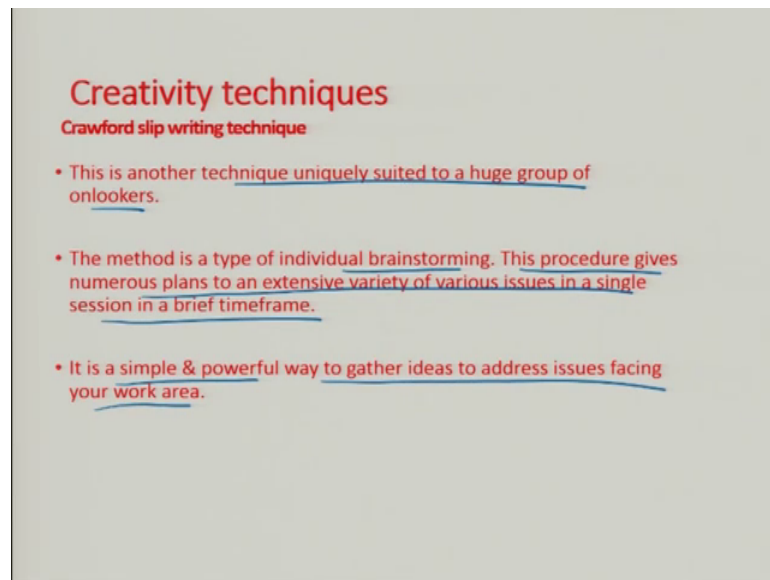 Creativity techniques
Crawford slip writing technique
• This is another technique uniquely suited to a huge group of
onlookers.
• The method is a type of individual brainstorming. This procedure gives
numerous plans to an extensive variety of various issues in a single
session in a brief timeframe.
• It is a simple & powerful way to gather ideas to address issues facing
your work area.